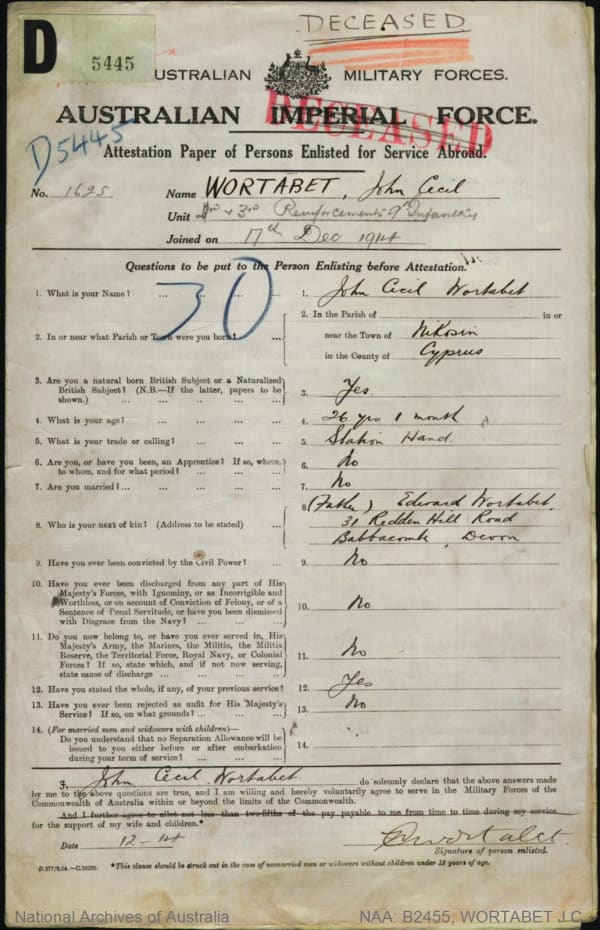 DECEASED
D
5445
AUSTRALIAN MILITARY FORCES.
AUSTRALIAN IMPERIAL FORCE.
DECEASED
D5445
Attestation Paper of Persons Enlisted for Service Abroad.
No. 1625 Name WORTABET, John Cecil
Unit 2nd & 3rd Reinforcements 9th Infantry
Joined on 17th Dec 1914
Questions to be put to the Person Enlisting before Attestation.
30
1. What is your Name? ... 1. John Cecil Wortabet
2. In or near what Parish or Town were you born? ... 2. In the Parish of in or
near the Town of Nikosin
in the County of Cyprus
3. Are you a natural born British Subject or a Naturalized
British Subject? (N.B.—If the latter, papers to be
shown.) ... 3. Yes.
4. What is your age? ... 4. 26 yrs 1 month
5. What is your trade or calling? ... 5. Station Hand.
6. Are you, or have you been, an Apprentice? If so, where,
to whom, and for what period? ... 6. No
7. Are you married? ... 7. No
8. Who is your next of kin? (Address to be stated) ... 8. (Father) Edward Wortabet,
31 Redden Hill Road
Babbacombe, Devon
9. Have you ever been convicted by the Civil Power? ... 9. No
10. Have you ever been discharged from any part of His
Majesty's Forces, with Ignominy, or as Incorrigible and
Worthless, or on account of Conviction of Felony, or of a
Sentence of Penal Servitude, or have you been dismissed
with Disgrace from the Navy? ... 10. No
11. Do you now belong to, or have you ever served in, His
Majesty's Army, the Marines, the Militia, the Militia
Reserve, the Territorial Force, Royal Navy, or Colonial
Forces? If so, state which, and if not now serving,
state cause of discharge ... 11. No
12. Have you stated the whole, if any, of your previous service? 12. Yes
13. Have you ever been rejected as unfit for His Majesty's
Service? If so, on what grounds? ... 13. No
14. (For married men and widowers with children)—
Do you understand that no Separation Allowance will be
issued to you either before or after embarkation
during your term of service? ... 14.
I, John Cecil Wortabet do solemnly declare that the above answers made
by me to the above questions are true, and I am willing and hereby voluntarily agree to serve in the Military Forces of the
Commonwealth of Australia within or beyond the limits of the Commonwealth.
And I further agree to allot not less than two-fifths of the pay payable to me from time to time during my service
for the support of my wife and children.*
Date 12-14 Wortabet
Signature of person enlisted.
D.377/9.14.—C.10320.
*This clause should be struck out in the case of unmarried men or widowers without children under 18 years of age.
National Archives of Australia NAA: B2455, WORTABET J C